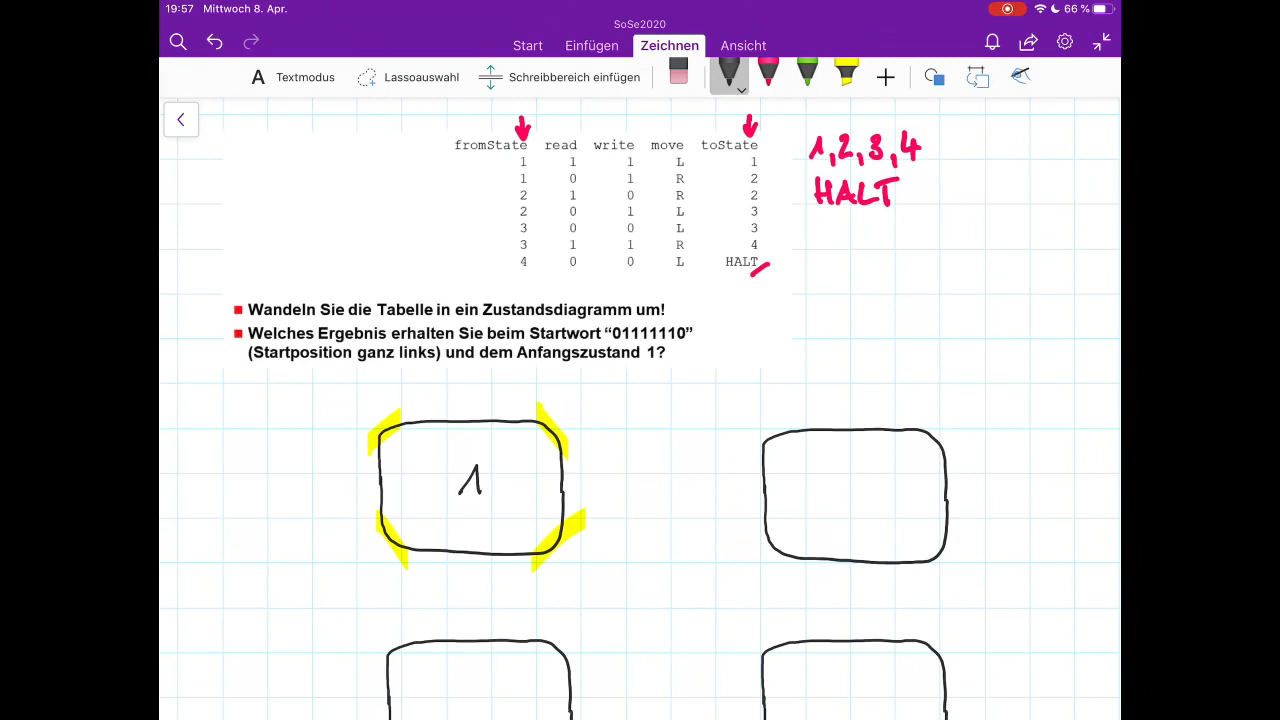 19:57 Mittwoch 8. Apr. 66 %
SoSe2020
Start Einfügen Zeichnen Ansicht
A Textmodus Lassoauswahl Schreibbereich einfügen
fromState read write move toState
1 1 1 L 1
1 0 1 R 2
2 1 0 R 2
2 0 1 L 3
3 0 0 L 3
3 1 1 R 4
4 0 0 L HALT
1, 2, 3, 4
HALT
Wandeln Sie die Tabelle in ein Zustandsdiagramm um!
Welches Ergebnis erhalten Sie beim Startwort “01111110”
(Startposition ganz links) und dem Anfangszustand 1?
1